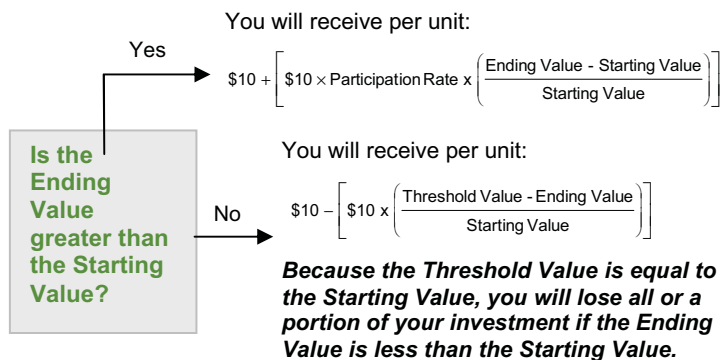 You will receive per unit:
Yes
$10 + [$10 × Participation Rate x (Ending Value - Starting Value / Starting Value)]
Is the
Ending
Value
greater than
the Starting
Value?
You will receive per unit:
No
$10 – [$10 x (Threshold Value - Ending Value / Starting Value)]
Because the Threshold Value is equal to
the Starting Value, you will lose all or a
portion of your investment if the Ending
Value is less than the Starting Value.